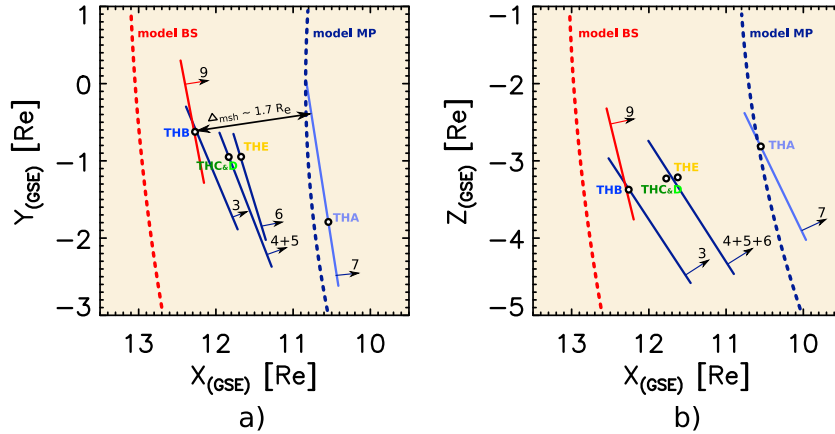 model BS
model MP
9
Δmsh ~ 1.7 Re
THB
THE
THC&D
THA
3
6
4+5
7
1
0
−1
−2
−3
Y(GSE) [Re]
13
12
11
10
X(GSE) [Re]
a)
model BS
model MP
9
THA
THE
THC&D
THB
7
4+5+6
3
−1
−2
−3
−4
−5
Z(GSE) [Re]
13
12
11
10
X(GSE) [Re]
b)